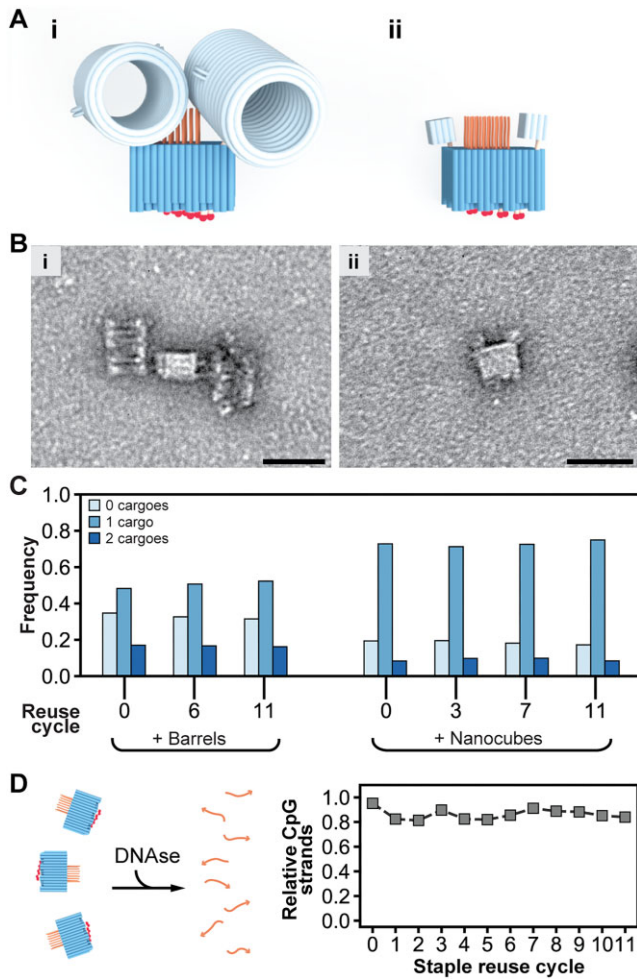 A
i
ii
B
i
ii
C
1.0
0.8
0.6
0.4
0.2
0.0
Frequency
0 cargoes
1 cargo
2 cargoes
Reuse
cycle
0 6 11 0 3 7 11
+ Barrels + Nanocubes
D
DNAse
Relative CpG
strands
1.0
0.8
0.6
0.4
0.2
0.0
0 1 2 3 4 5 6 7 8 9 10 11
Staple reuse cycle